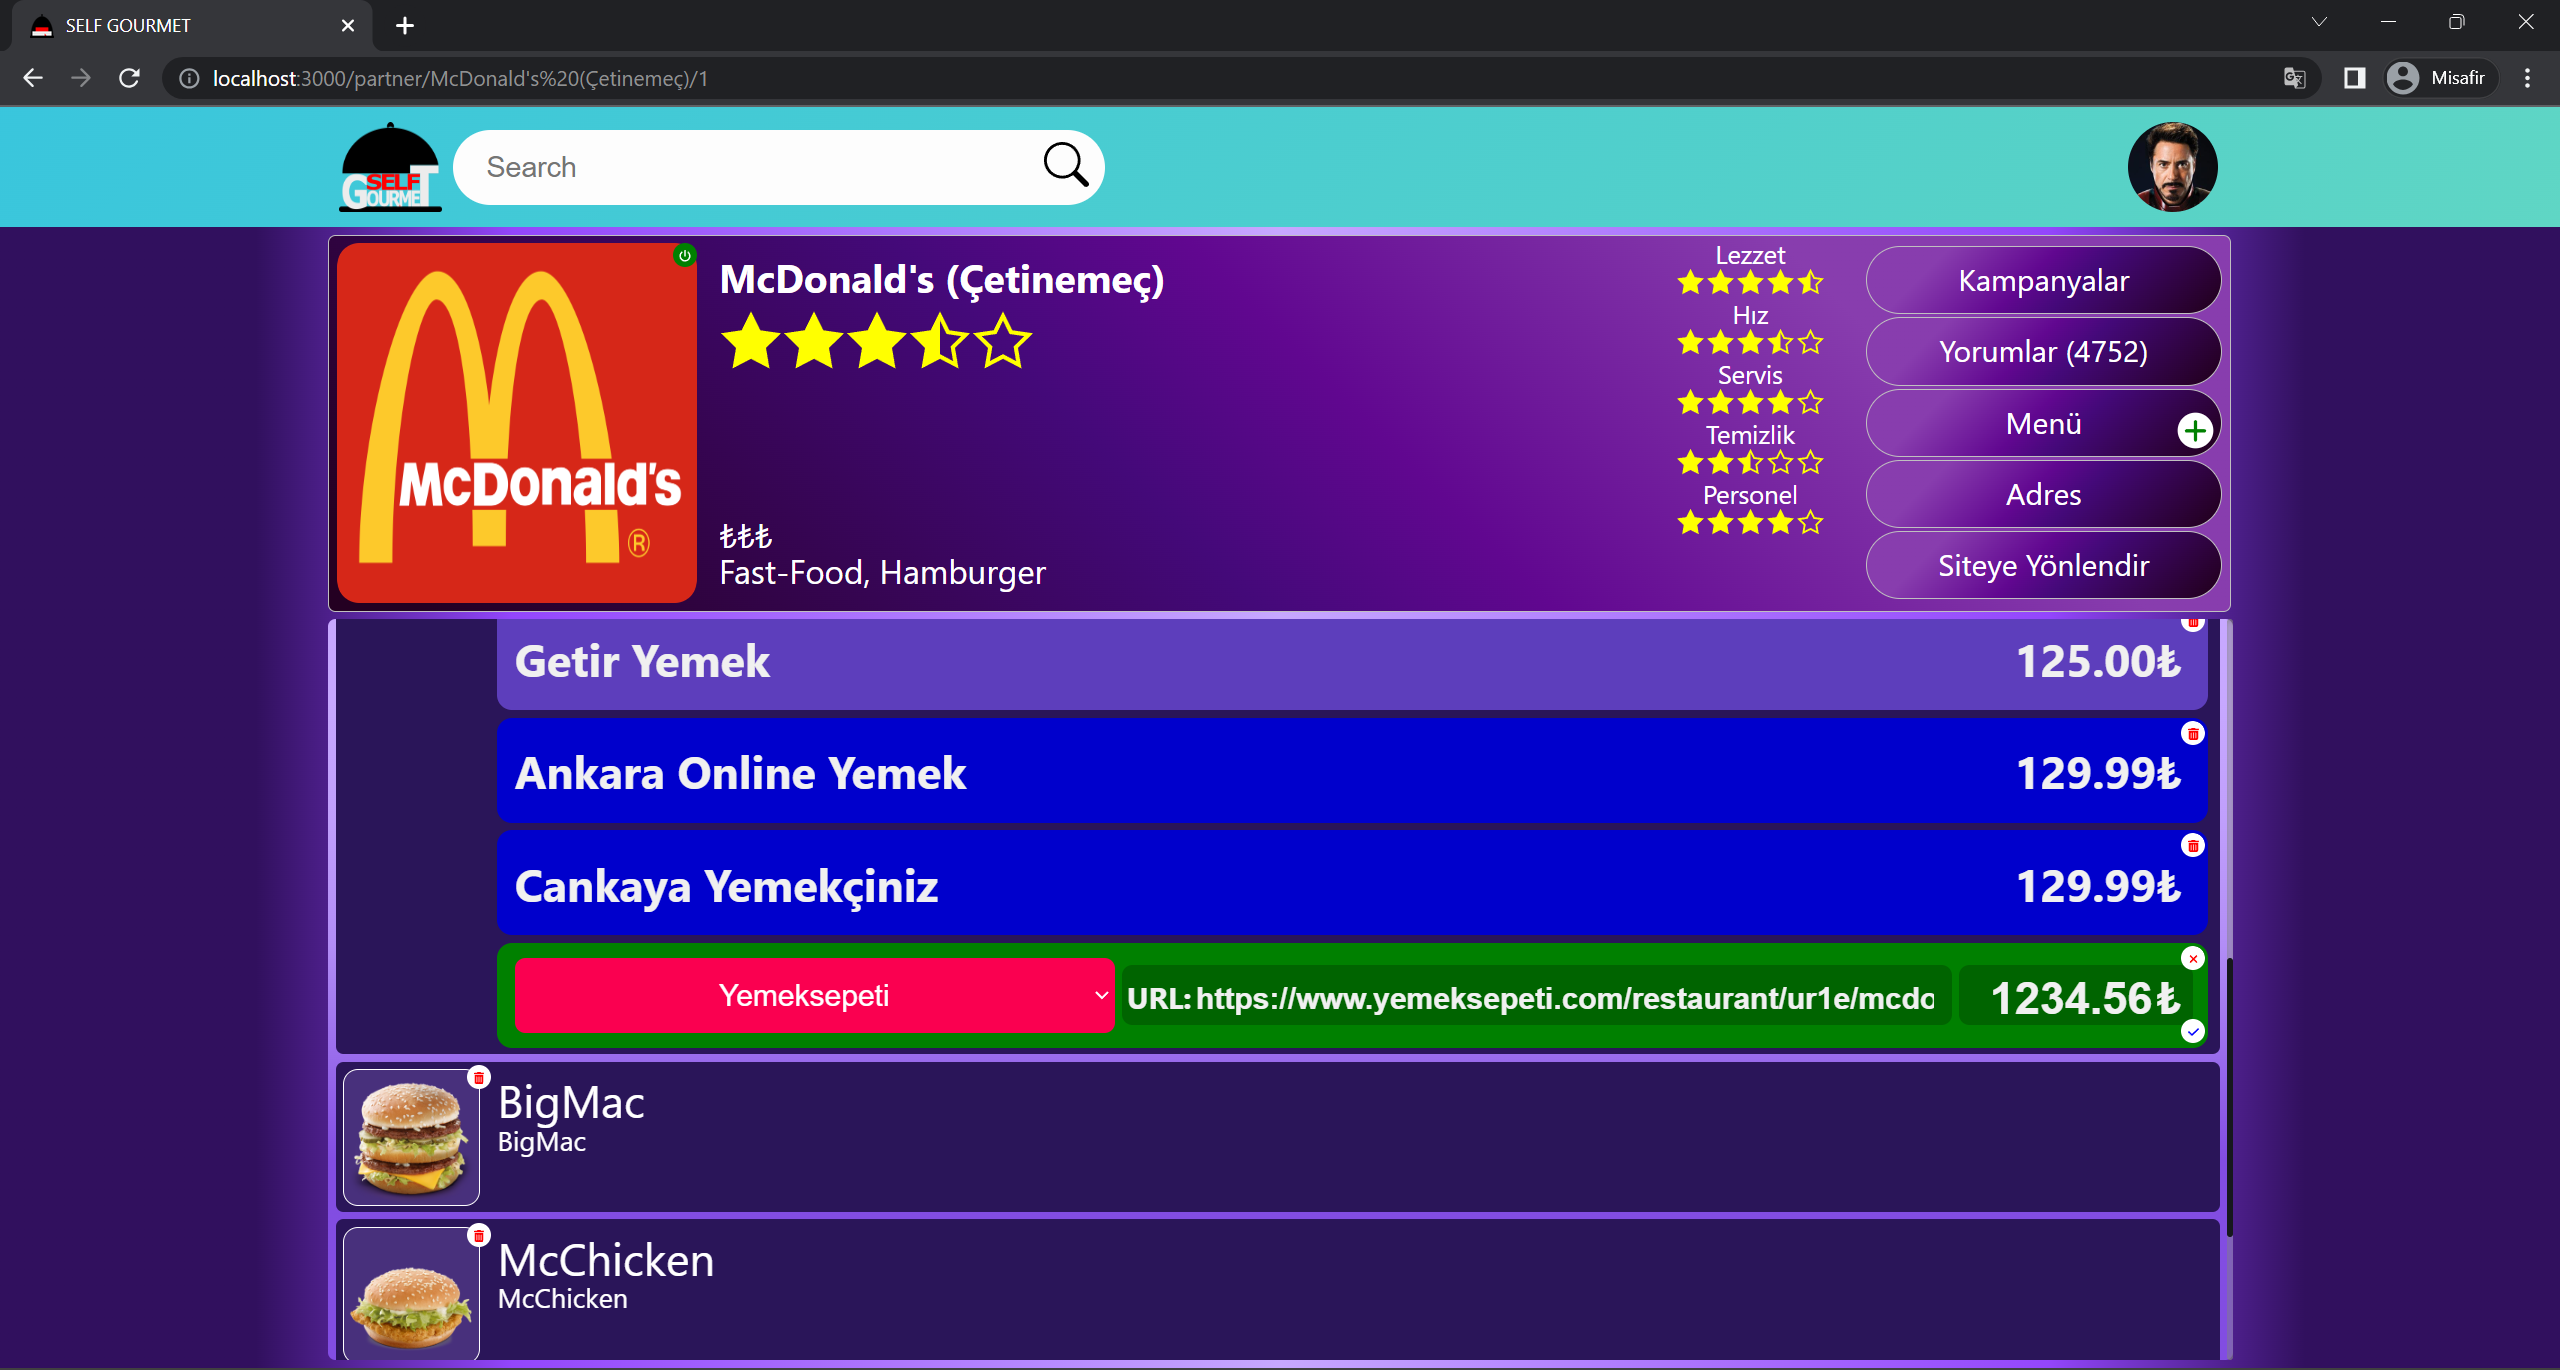 SELF GOURMET
localhost:3000/partner/McDonald's%20(Çetinemeç)/1
Misafir
SELF
GOURMET
Search
McDonald's
®
McDonald's (Çetinemeç)
₺₺₺
Fast-Food, Hamburger
Lezzet
Hız
Servis
Temizlik
Personel
Kampanyalar
Yorumlar (4752)
Menü
Adres
Siteye Yönlendir
Getir Yemek 125.00₺
Ankara Online Yemek 129.99₺
Cankaya Yemekçiniz 129.99₺
Yemeksepeti URL: https://www.yemeksepeti.com/restaurant/ur1e/mcdo 1234.56₺
BigMac
BigMac
McChicken
McChicken